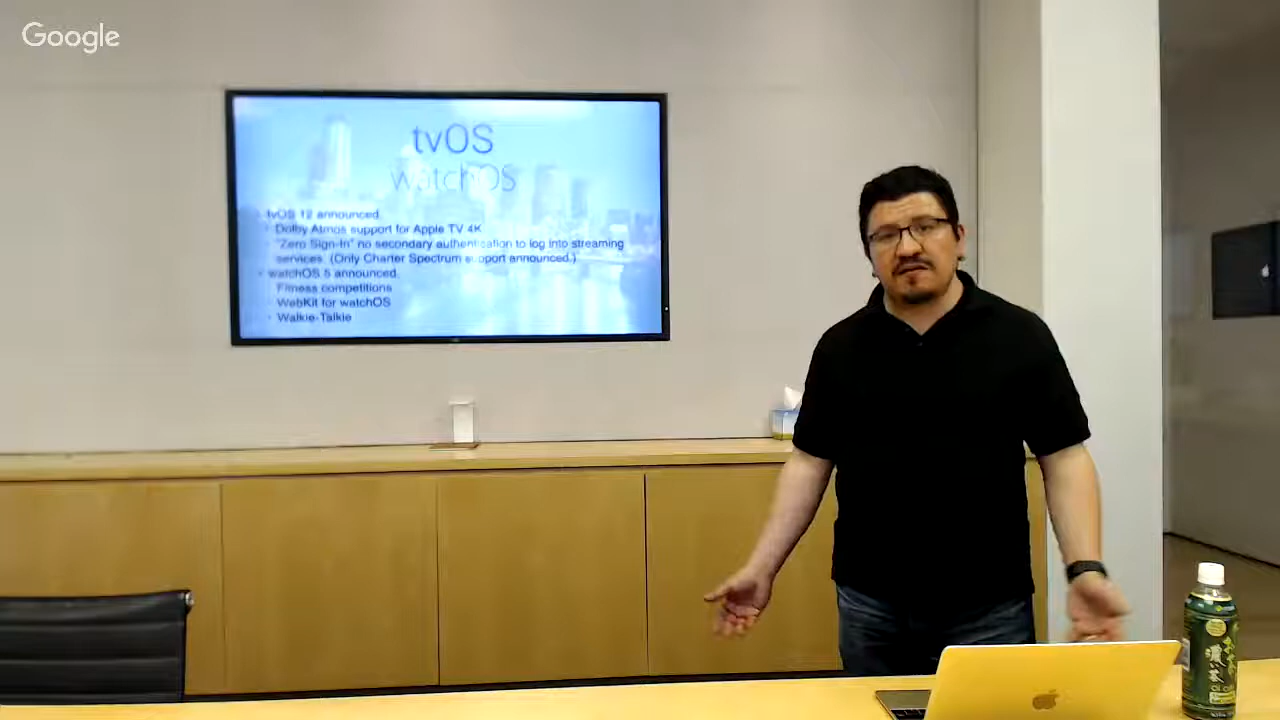 Google
tvOS
watchOS
tvOS 12 announced
Dolby Atmos support for Apple TV 4K
"Zero Sign-In" no secondary authentication to log into streaming
services. (Only Charter Spectrum support announced.)
watchOS 5 announced
Fitness competitions
WebKit for watchOS
Walkie-Talkie